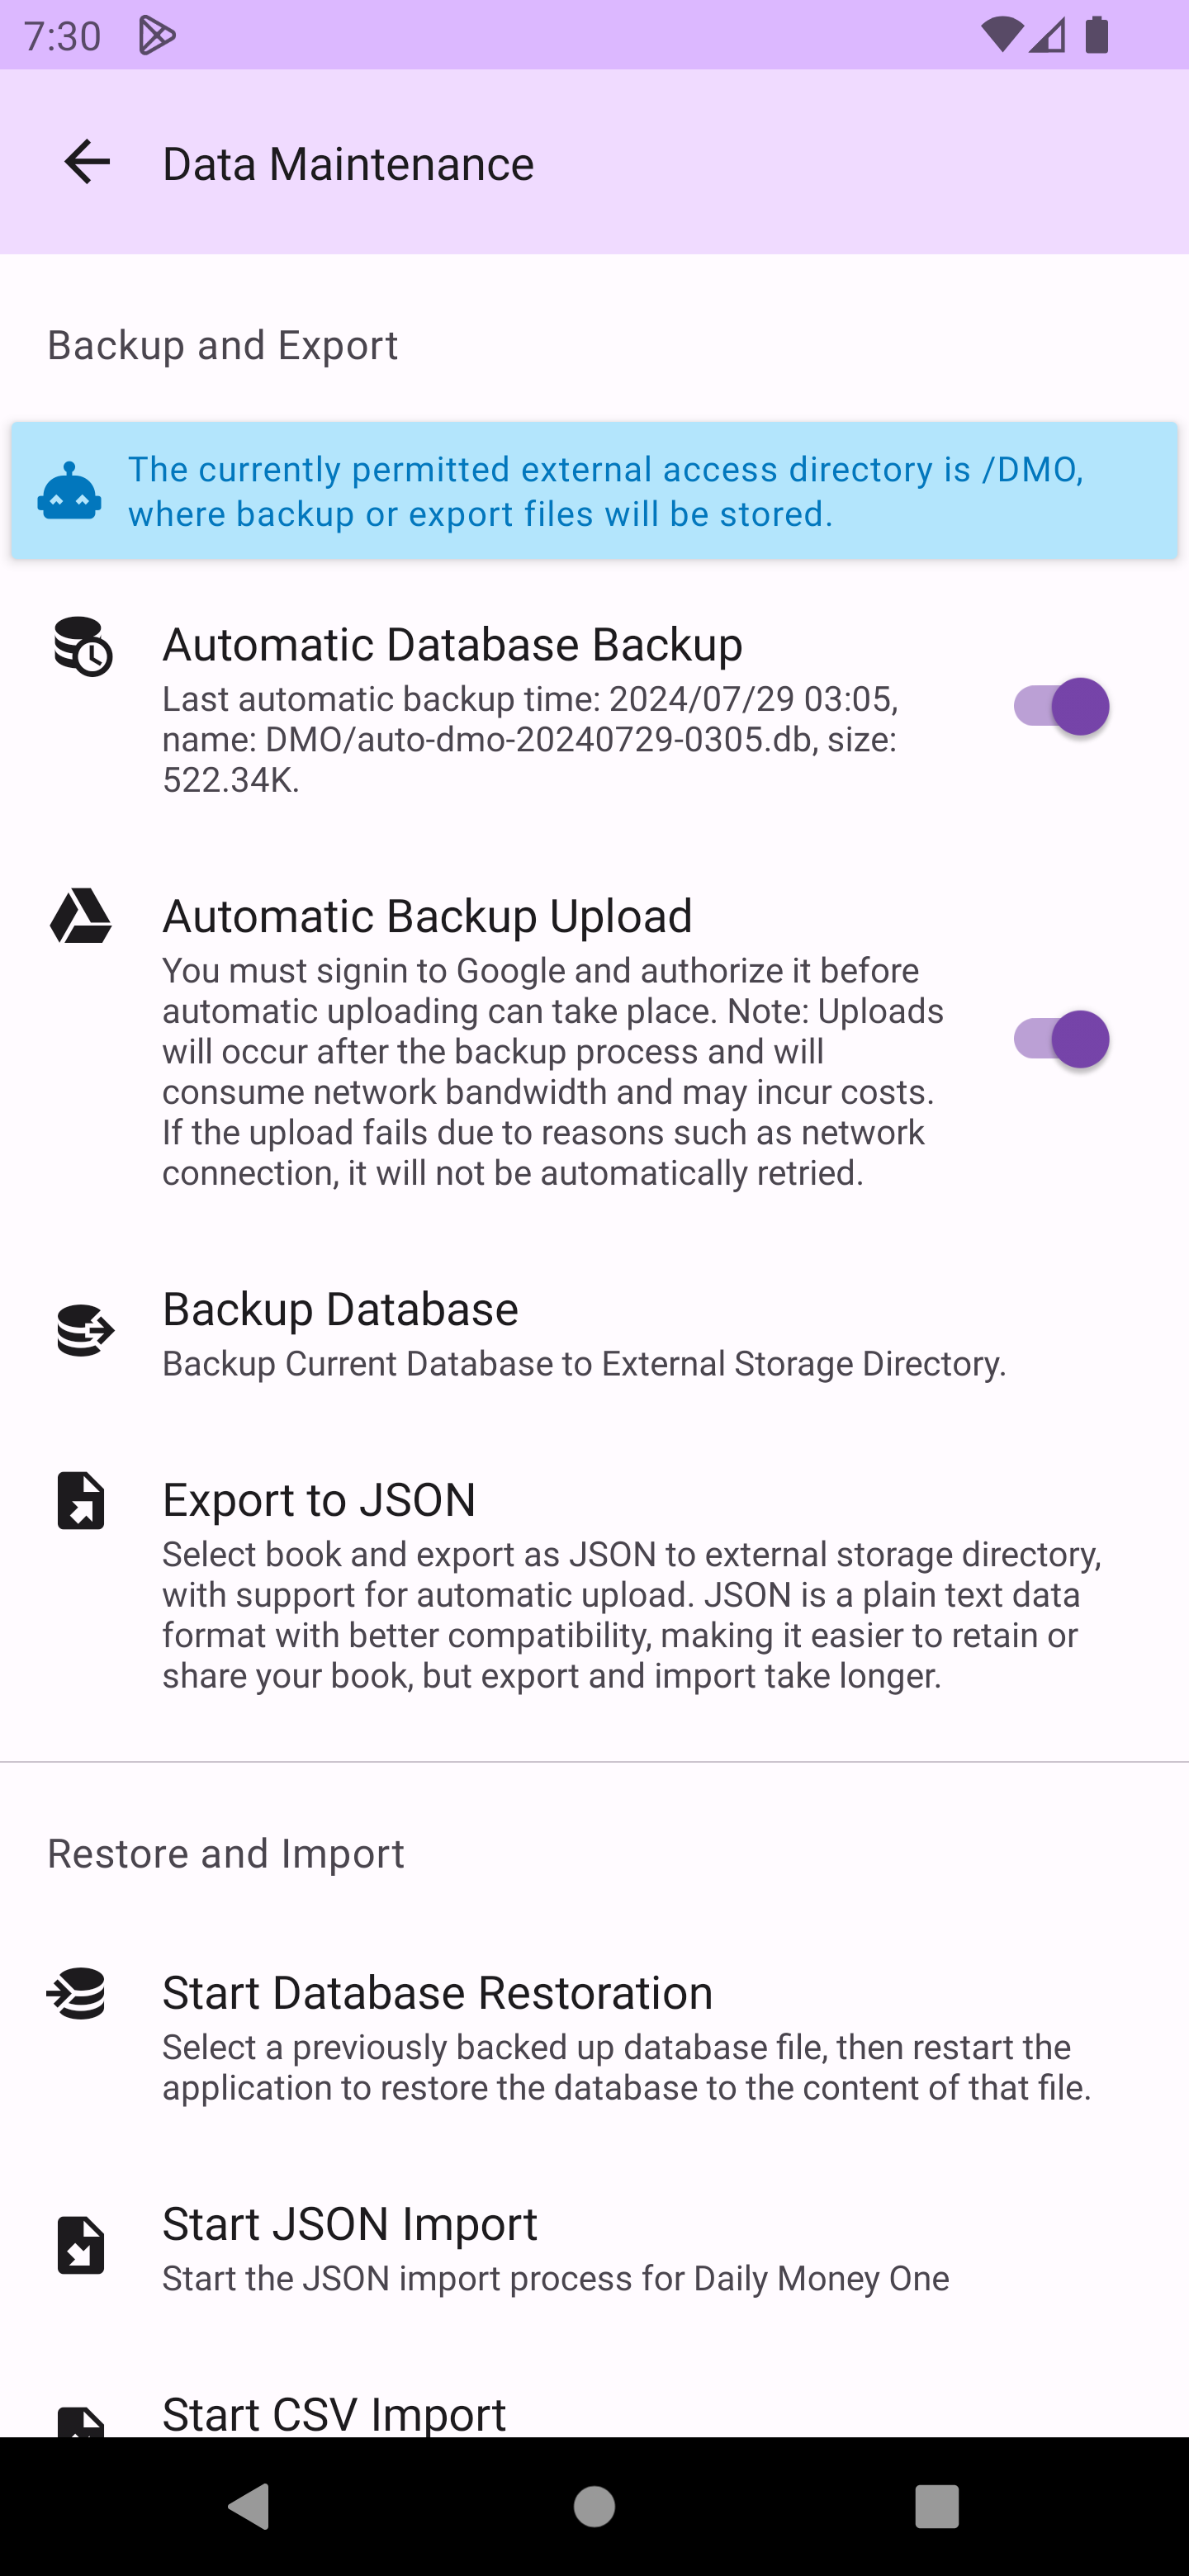 7:30
Data Maintenance
Backup and Export
The currently permitted external access directory is /DMO,
where backup or export files will be stored.
Automatic Database Backup
Last automatic backup time: 2024/07/29 03:05,
name: DMO/auto-dmo-20240729-0305.db, size:
522.34K.
Automatic Backup Upload
You must signin to Google and authorize it before
automatic uploading can take place. Note: Uploads
will occur after the backup process and will
consume network bandwidth and may incur costs.
If the upload fails due to reasons such as network
connection, it will not be automatically retried.
Backup Database
Backup Current Database to External Storage Directory.
Export to JSON
Select book and export as JSON to external storage directory,
with support for automatic upload. JSON is a plain text data
format with better compatibility, making it easier to retain or
share your book, but export and import take longer.
Restore and Import
Start Database Restoration
Select a previously backed up database file, then restart the
application to restore the database to the content of that file.
Start JSON Import
Start the JSON import process for Daily Money One
Start CSV Import